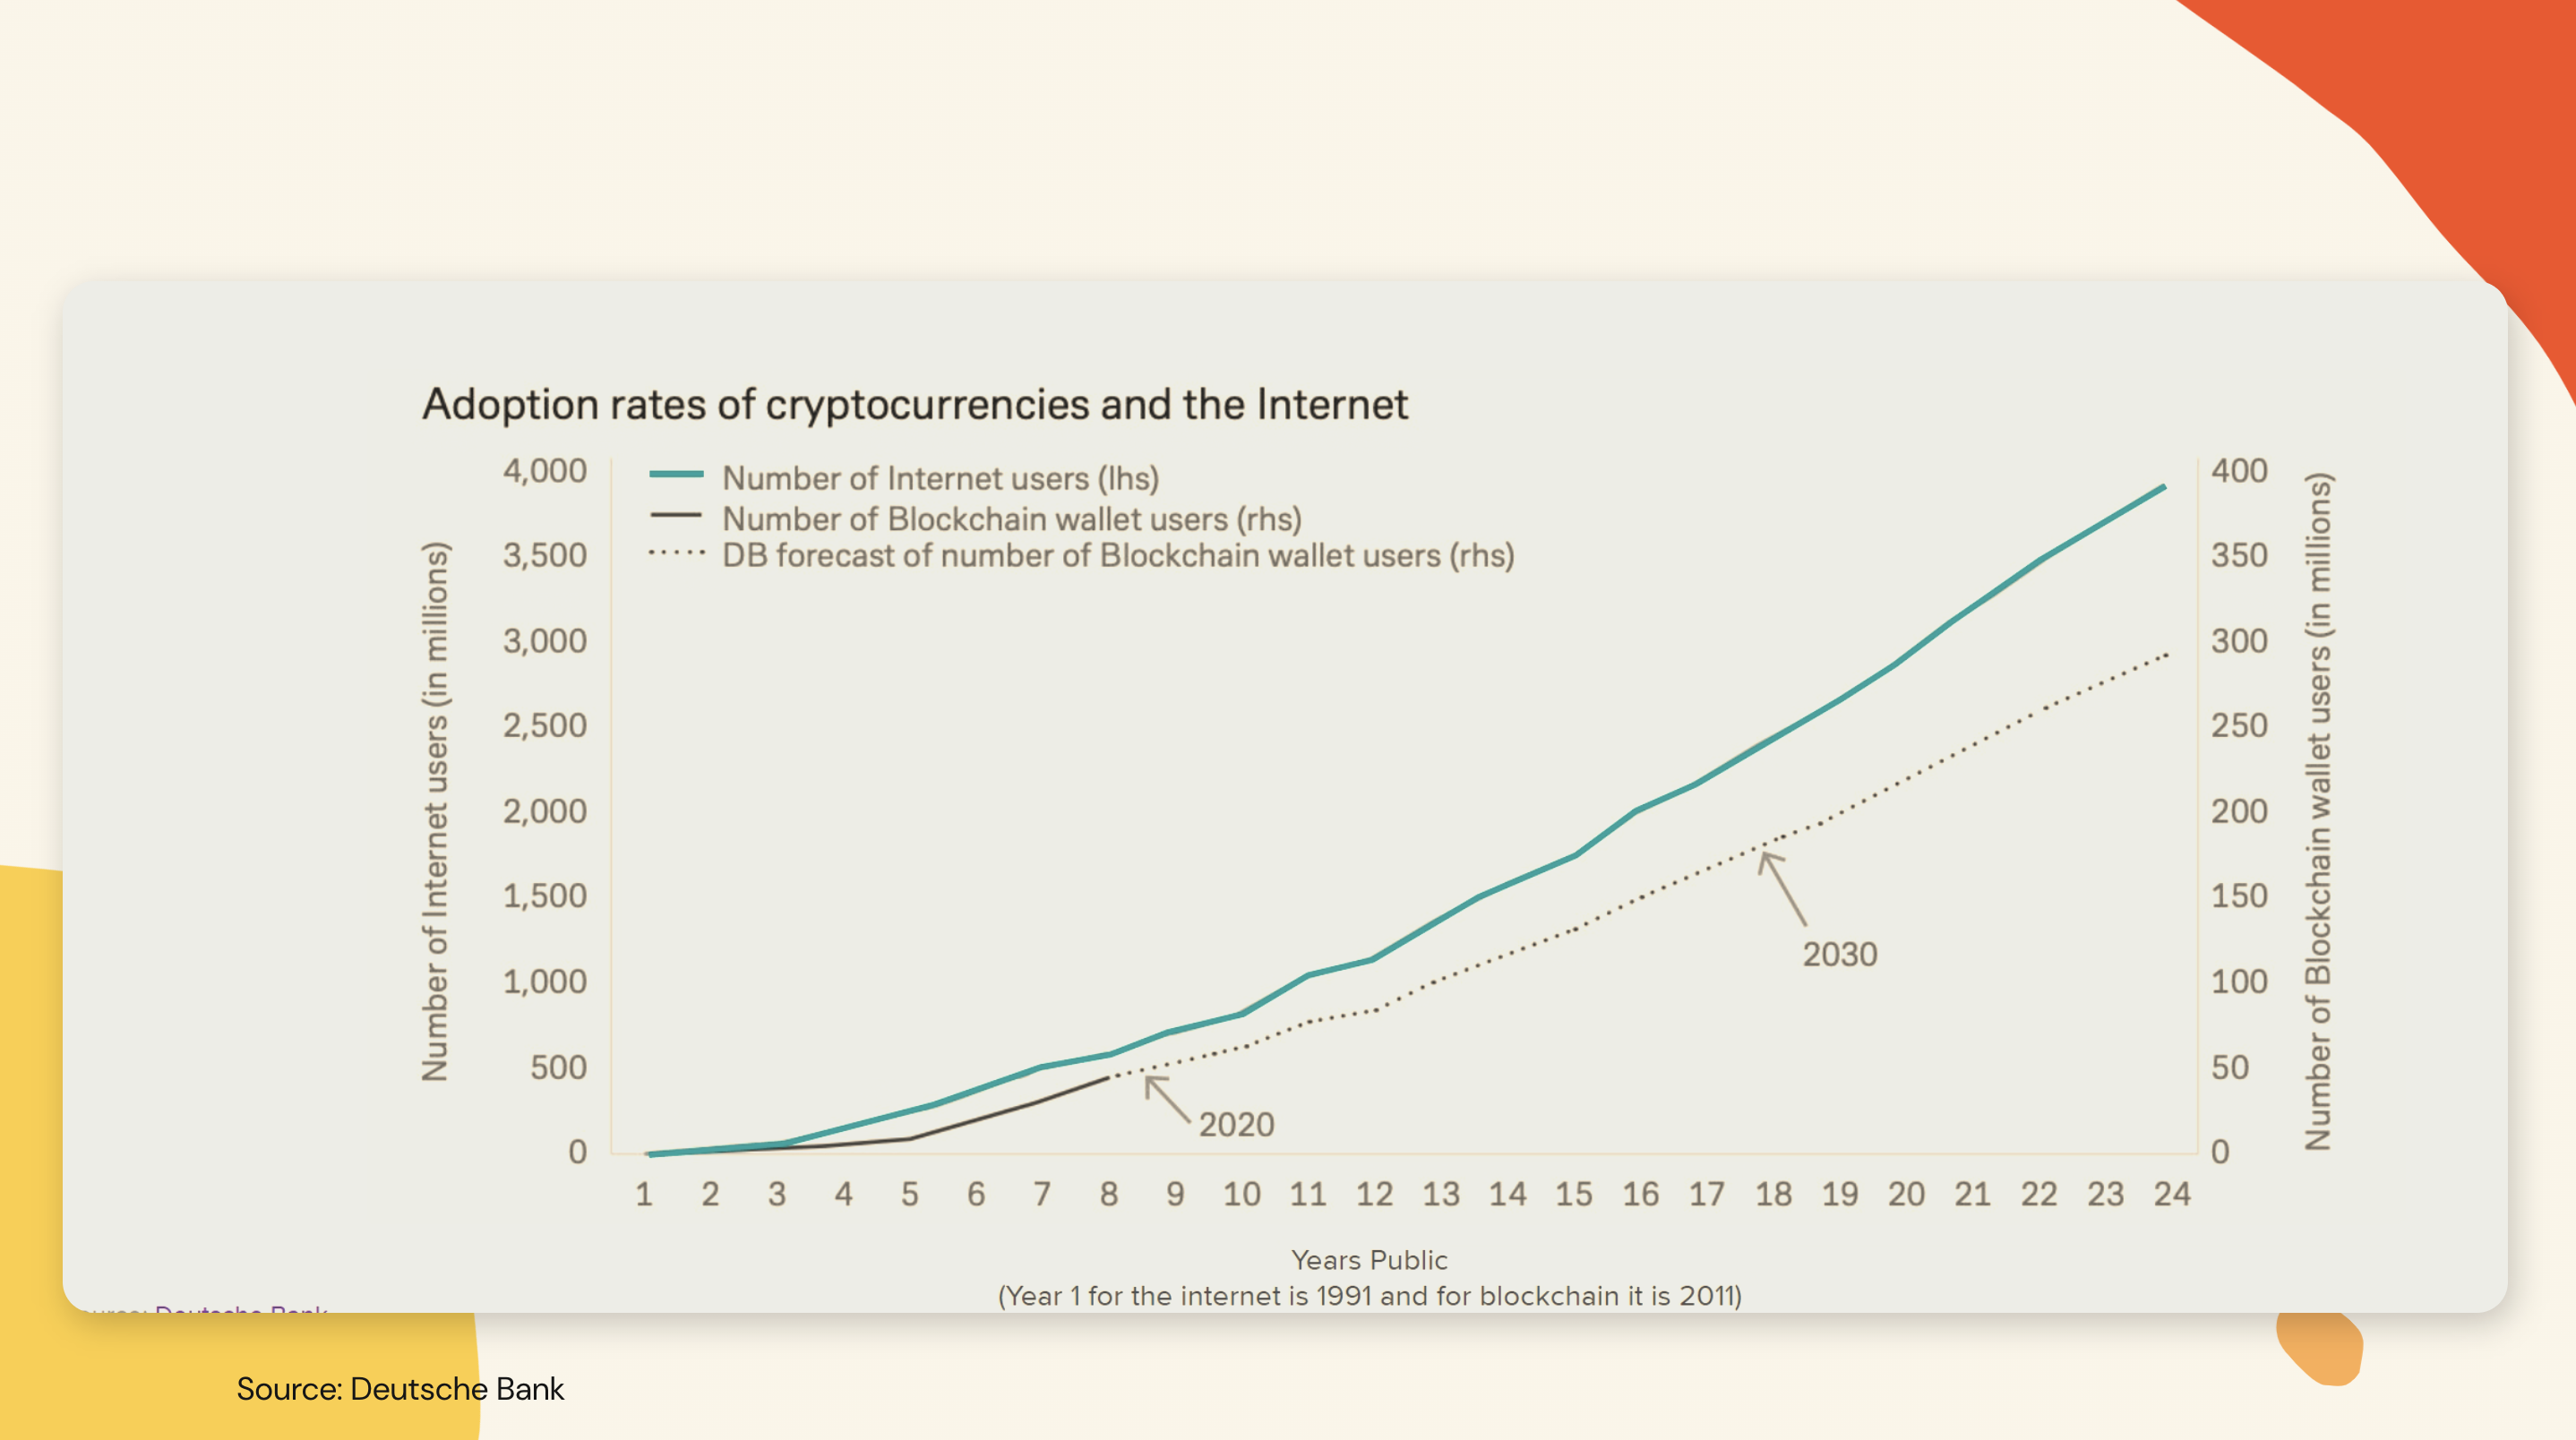 Adoption rates of cryptocurrencies and the Internet
Number of Internet users (lhs)
Number of Blockchain wallet users (rhs)
DB forecast of number of Blockchain wallet users (rhs)
Number of Internet users (in millions)
4,000
3,500
3,000
2,500
2,000
1,500
1,000
500
0
400
350
300
250
200
150
100
50
0
Number of Blockchain wallet users (in millions)
2020
2030
1 2 3 4 5 6 7 8 9 10 11 12 13 14 15 16 17 18 19 20 21 22 23 24
Years Public
(Year 1 for the internet is 1991 and for blockchain it is 2011)
Deutsche Bank
Source: Deutsche Bank